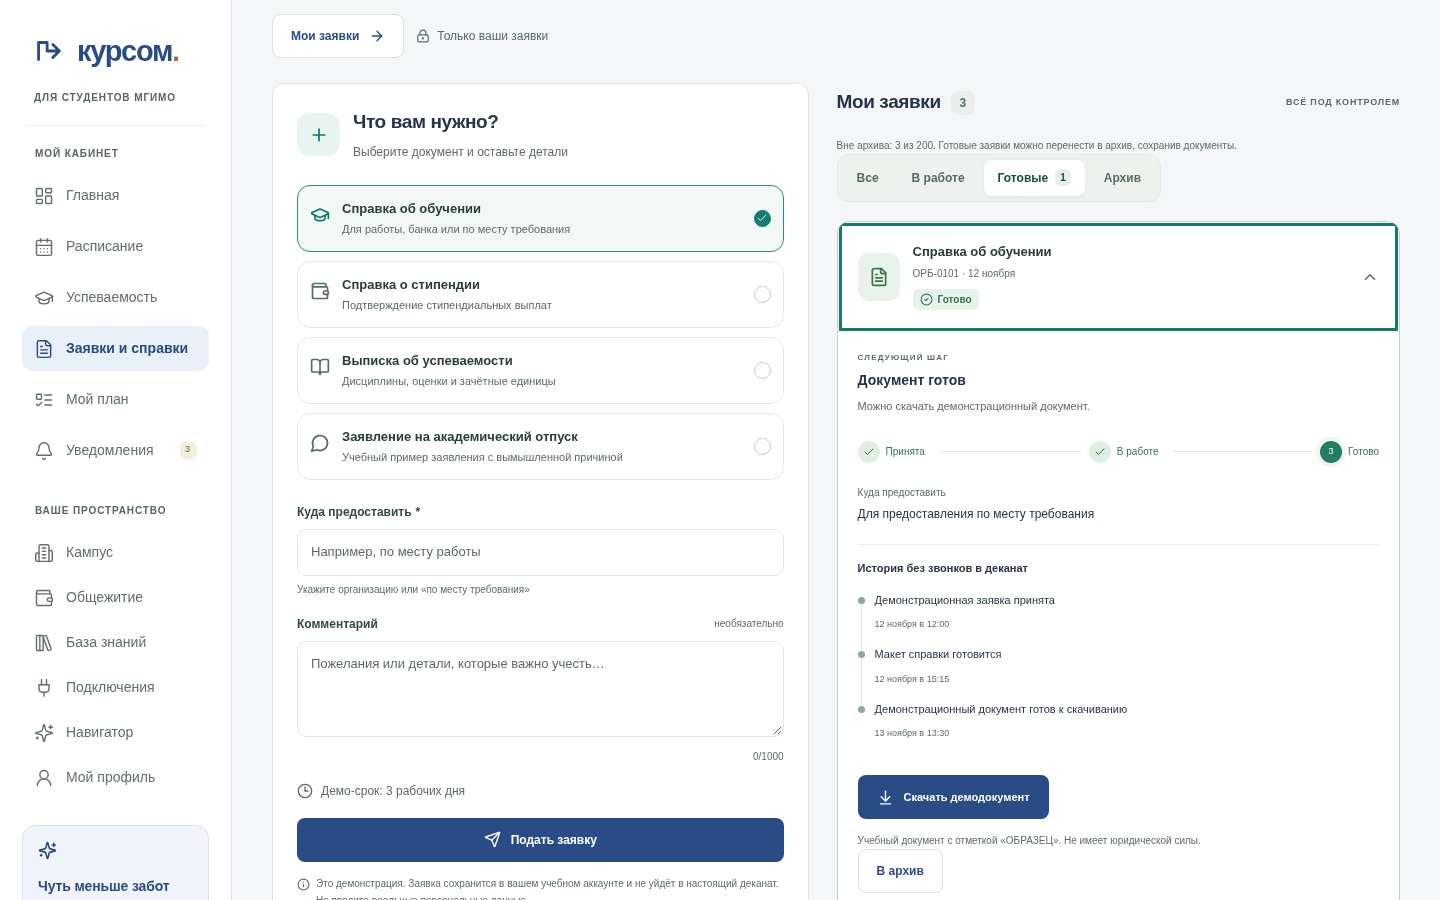 курсом.
ДЛЯ СТУДЕНТОВ МГИМО
МОЙ КАБИНЕТ
Главная
Расписание
Успеваемость
Заявки и справки
Мой план
Уведомления 3
ВАШЕ ПРОСТРАНСТВО
Кампус
Общежитие
База знаний
Подключения
Навигатор
Мой профиль
Чуть меньше забот
Мои заявки
Только ваши заявки
Что вам нужно?
Выберите документ и оставьте детали
Справка об обучении
Для работы, банка или по месту требования
Справка о стипендии
Подтверждение стипендиальных выплат
Выписка об успеваемости
Дисциплины, оценки и зачётные единицы
Заявление на академический отпуск
Учебный пример заявления с вымышленной причиной
Куда предоставить *
Например, по месту работы
Укажите организацию или «по месту требования»
Комментарий необязательно
Пожелания или детали, которые важно учесть…
0/1000
Демо-срок: 3 рабочих дня
Подать заявку
Это демонстрация. Заявка сохранится в вашем учебном аккаунте и не уйдёт в настоящий деканат.
Не вводите реальные персональные данные.
Мои заявки 3
ВСЁ ПОД КОНТРОЛЕМ
Вне архива: 3 из 200. Готовые заявки можно перенести в архив, сохранив документы.
Все В работе Готовые 1 Архив
Справка об обучении
ОРБ-0101 · 12 ноября
Готово
СЛЕДУЮЩИЙ ШАГ
Документ готов
Можно скачать демонстрационный документ.
Принята В работе 3 Готово
Куда предоставить
Для предоставления по месту требования
История без звонков в деканат
Демонстрационная заявка принята
12 ноября в 12:00
Макет справки готовится
12 ноября в 15:15
Демонстрационный документ готов к скачиванию
13 ноября в 13:30
Скачать демодокумент
Учебный документ с отметкой «ОБРАЗЕЦ». Не имеет юридической силы.
В архив